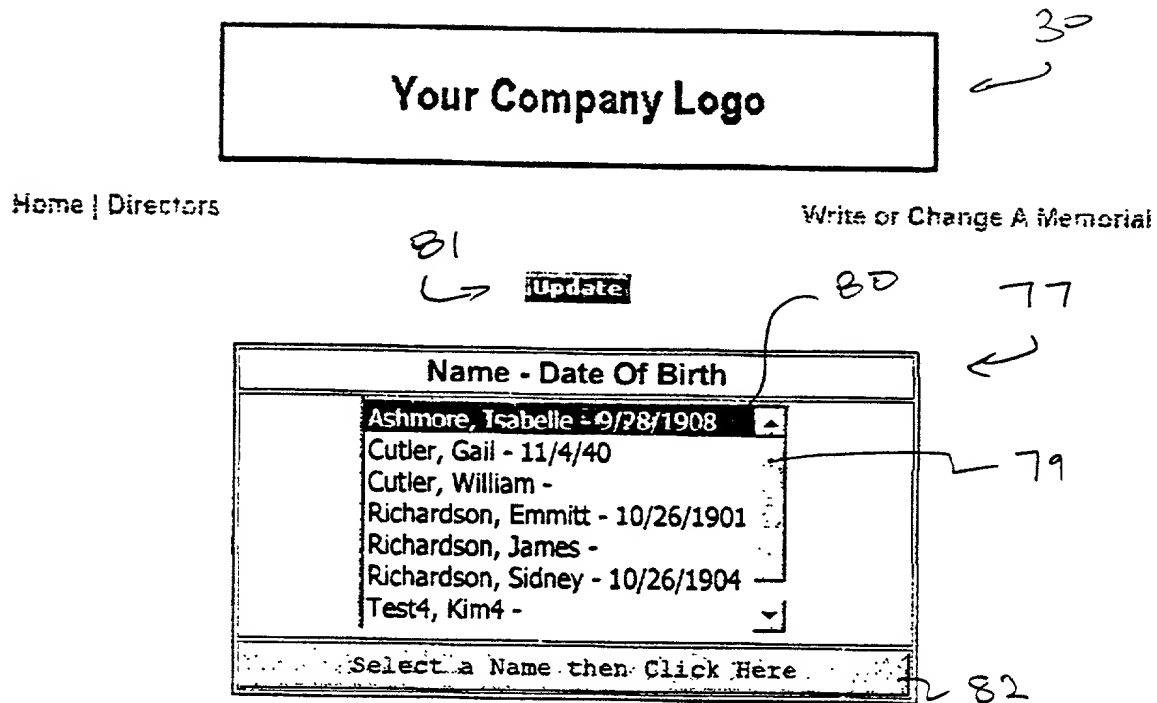 30
Your Company Logo
Home | Directors
Write or Change A Memorial
81
Update
80
77
Name - Date Of Birth
Ashmore, Isabelle - 9/28/1908
Cutler, Gail - 11/4/40
79
Cutler, William -
Richardson, Emmitt - 10/26/1901
Richardson, James -
Richardson, Sidney - 10/26/1904
Test4, Kim4 -
Select a Name then Click Here
82